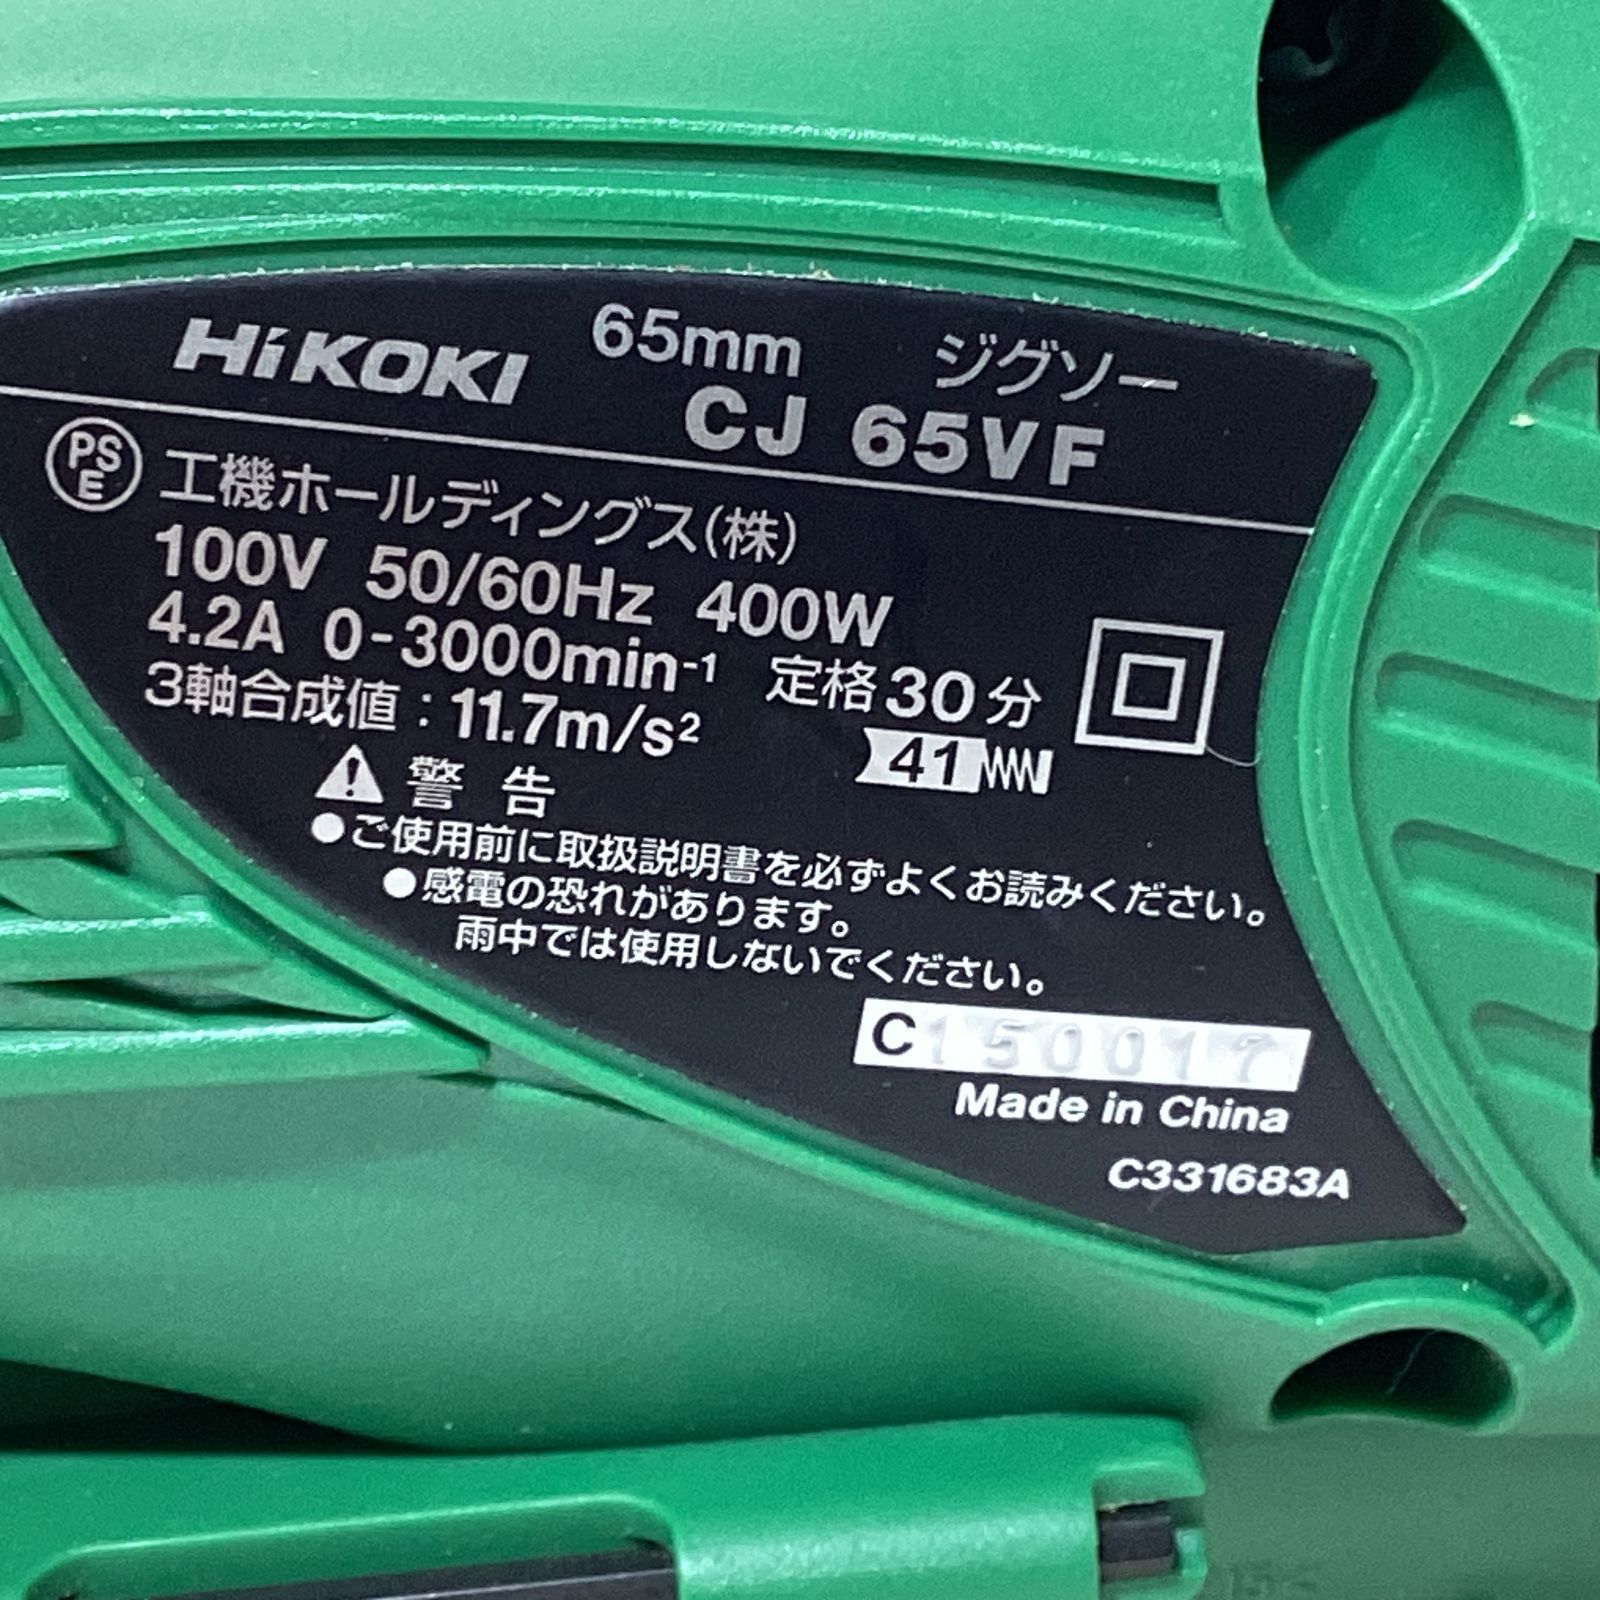 HiKOKI 65mm ジグソー
CJ 65VF
PSE 工機ホールディングス(株)
100V 50/60Hz 400W
4.2A 0-3000min⁻¹ 定格30分
3軸合成値：11.7m/s²
41
警告
●ご使用前に取扱説明書を必ずよくお読みください。
●感電の恐れがあります。
雨中では使用しないでください。
C150017
Made in China
C331683A